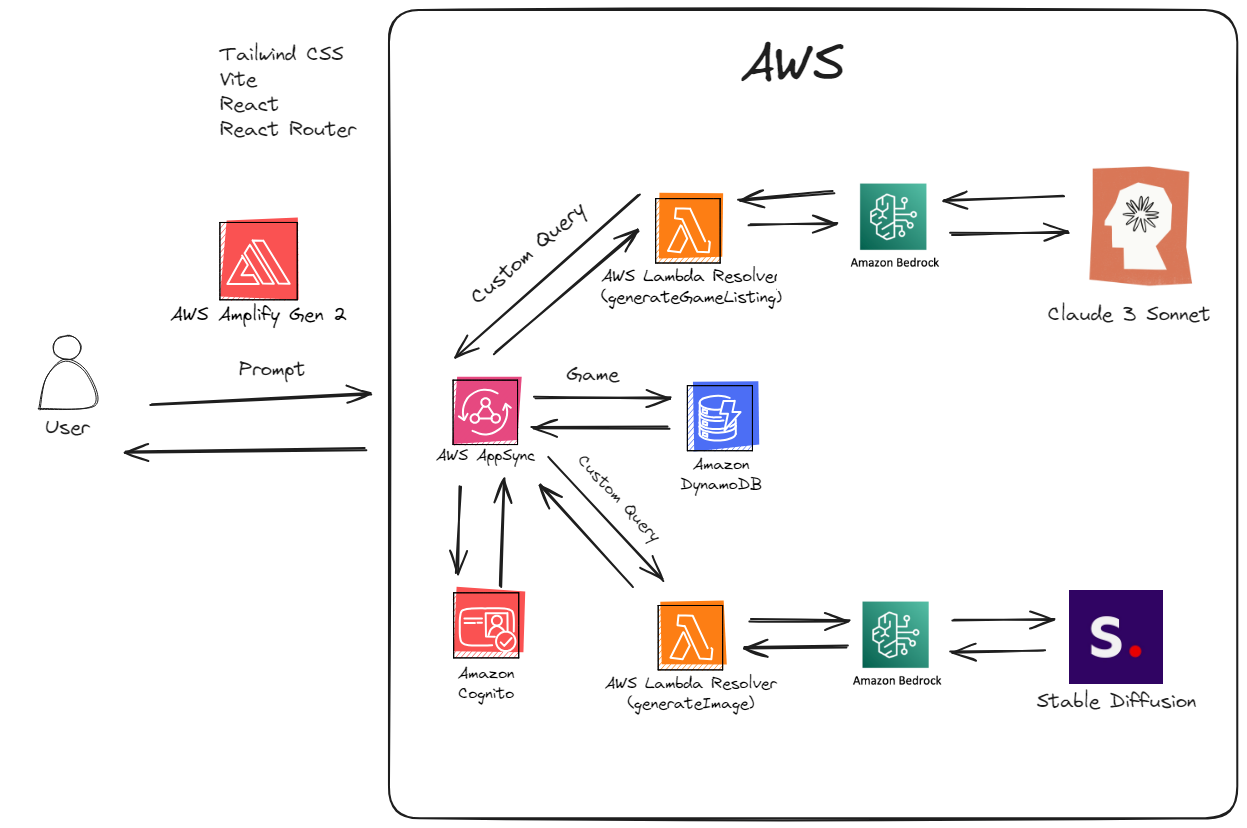 Tailwind CSS
Vite
React
React Router
AWS
AWS Amplify Gen 2
User
Prompt
Custom Query
AWS Lambda Resolver
(generateGameListing)
Amazon Bedrock
Claude 3 Sonnet
AWS AppSync
Game
Amazon
DynamoDB
Custom Query
Amazon
Cognito
AWS Lambda Resolver
(generateImage)
Amazon Bedrock
S.
Stable Diffusion